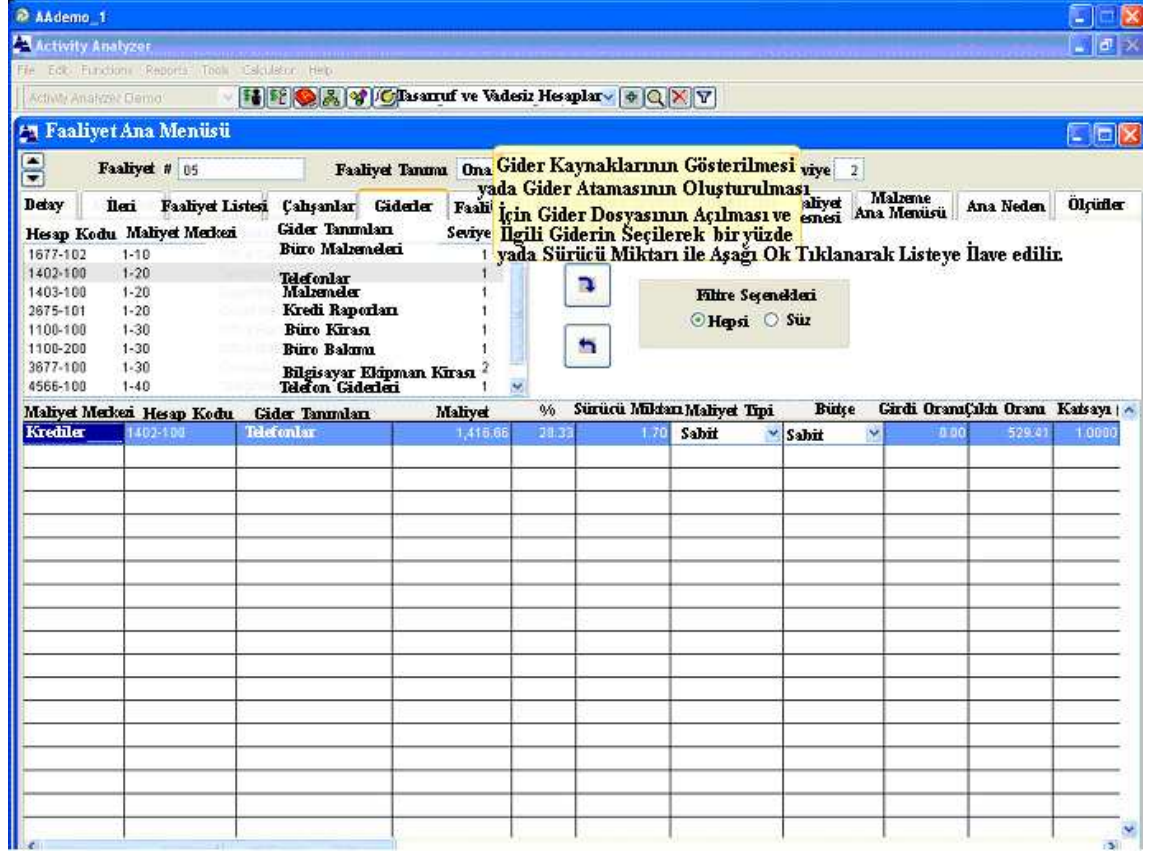 AAdemo_1
Activity Analyzer
File Edit Functions Reports Tools Calculator Help
Activity Analyzer Demo Tasarruf ve Vadesiz Hesaplar
Faaliyet Ana Menüsü
Faaliyet # 05 Faaliyet Tanımı Ona viye 2
Gider Kaynaklarının Gösterilmesi
yada Gider Atamasının Oluşturulması
İçin Gider Dosyasının Açılması ve
İlgili Giderin Seçilerek bir yüzde
yada Sürücü Miktarı ile Aşağı Ok Tıklanarak Listeye İlave edilir.
Detay İleri Faaliyet Listesi Çalışanlar Giderler Faali aliyet esmesi Malzeme Ana Menüsü Ana Neden Ölçütler
Hesap Kodu Maliyet Merkezi Gider Tanımları Seviye
1677-102 1-10 Büro Malzemeleri 1
1402-100 1-20 Telefonlar 1
1403-100 1-20 Malzemeler 1
2675-101 1-20 Kredi Raporları 1
1100-100 1-30 Büro Kirası 1
1100-200 1-30 Büro Bakımı 1
3677-100 1-30 Bilgisayar Ekipman Kirası 2
4566-100 1-40 Telefon Giderleri 1
Filtre Seçenekleri
Hepsi Süz
Maliyet Merkezi Hesap Kodu Gider Tanımları Maliyet % Sürücü Miktarı Maliyet Tipi Bütçe Girdi Oranı Çıktı Oranı Katsayı
Krediler 1402-100 Telefonlar 1,416.66 28.33 1.70 Sabit Sabit 0.00 529.41 1.0000